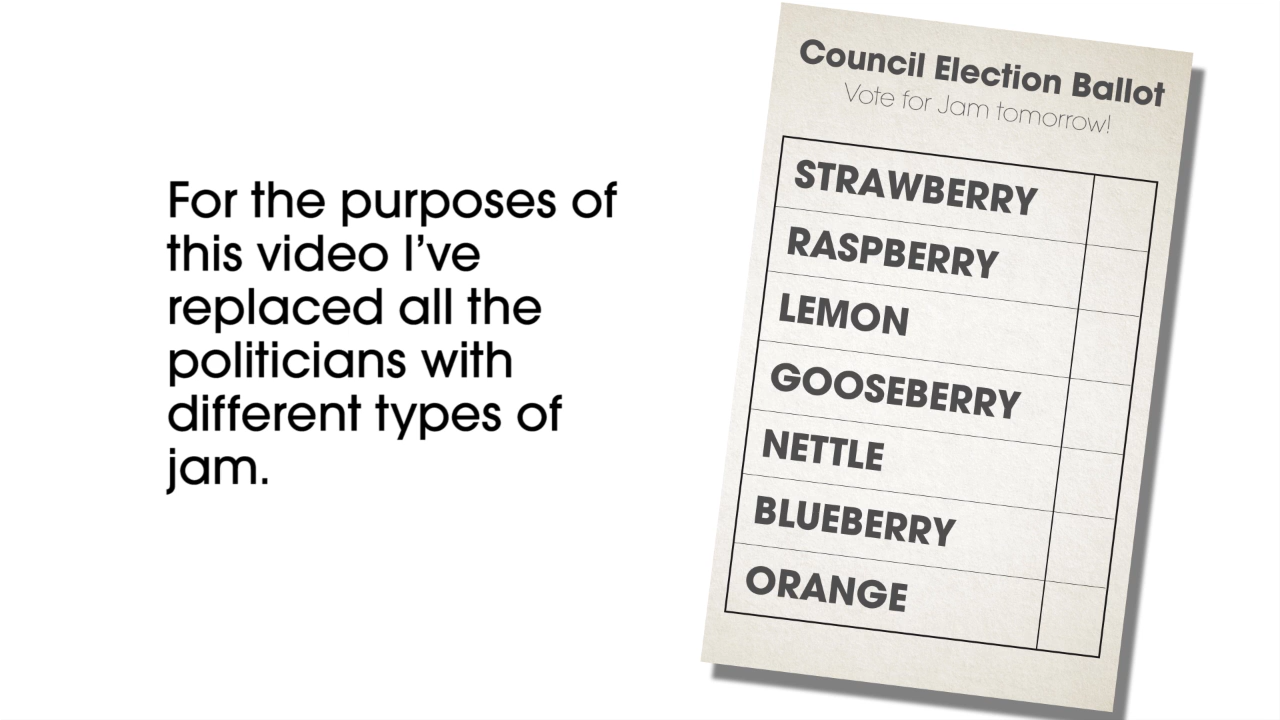 For the purposes of
this video I’ve
replaced all the
politicians with
different types of
jam.
Council Election Ballot
Vote for Jam tomorrow!
STRAWBERRY
RASPBERRY
LEMON
GOOSEBERRY
NETTLE
BLUEBERRY
ORANGE